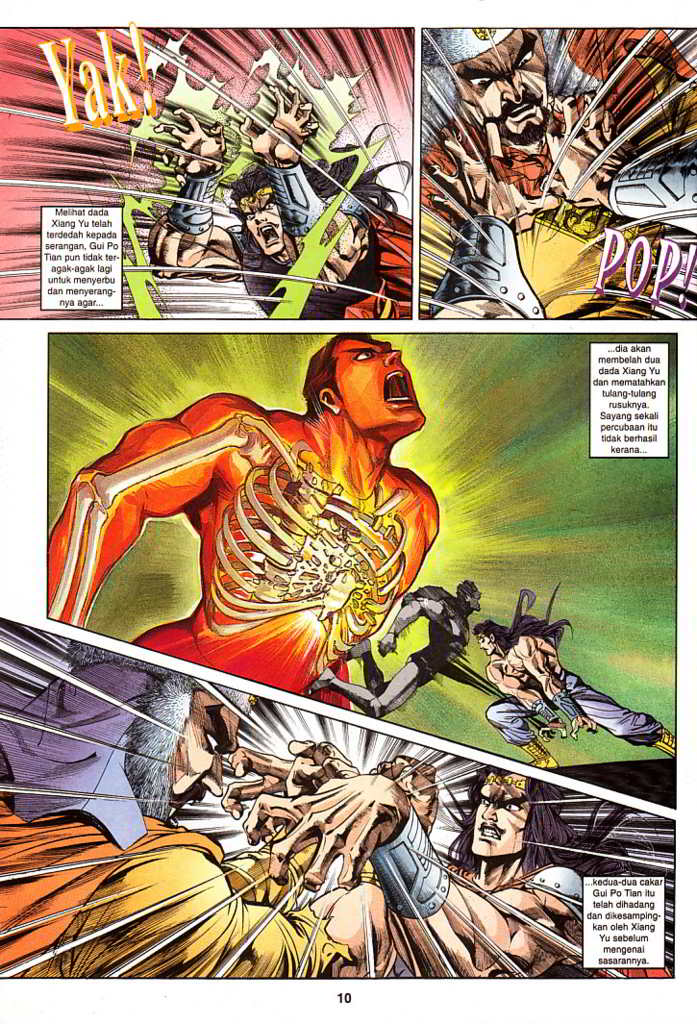 Yak!
Melihat dada
Xiang Yu telah
terdedah kepada
serangan, Gui Po
Tian pun tidak ter-
agak-agak lagi
untuk menyerbu
dan menyerang-
nya agar...
POP!
...dia akan
membelah dua
dada Xiang Yu
dan mematahkan
tulang-tulang
rusuknya.
Sayang sekali
percubaan itu
tidak berhasil
kerana...
...kedua-dua cakar
Gui Po Tian itu
telah dihadang
dan dikesamping-
kan oleh Xiang
Yu sebelum
mengenai
sasarannya.
10